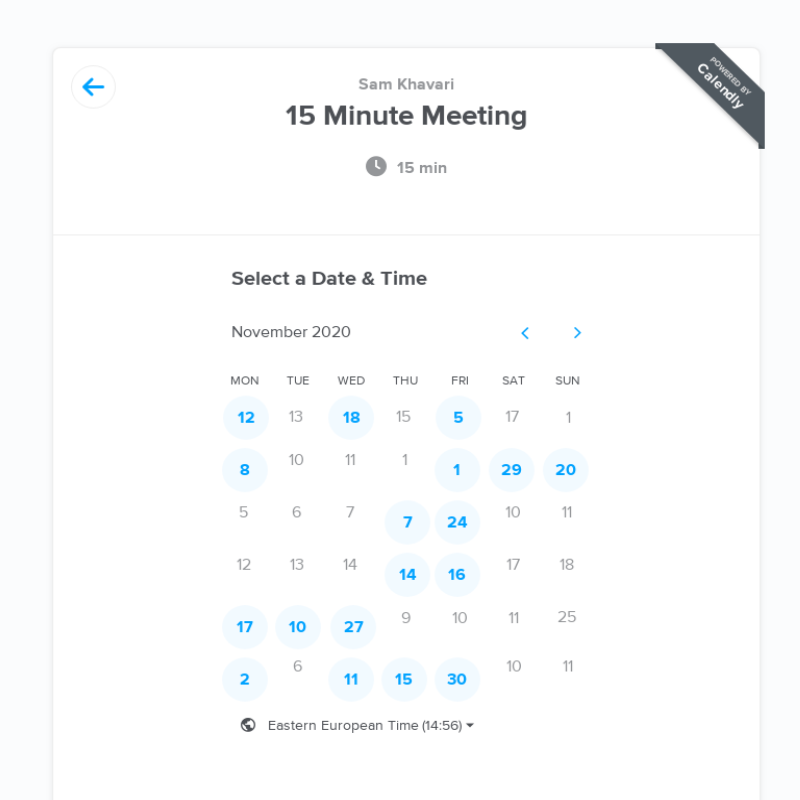 POWERED BY
Calendly
Sam Khavari
15 Minute Meeting
15 min
Select a Date & Time
November 2020
MON TUE WED THU FRI SAT SUN
12 13 18 15 5 17 1
8 10 11 1 1 29 20
5 6 7 7 24 10 11
12 13 14 14 16 17 18
17 10 27 9 10 11 25
2 6 11 15 30 10 11
Eastern European Time (14:56)